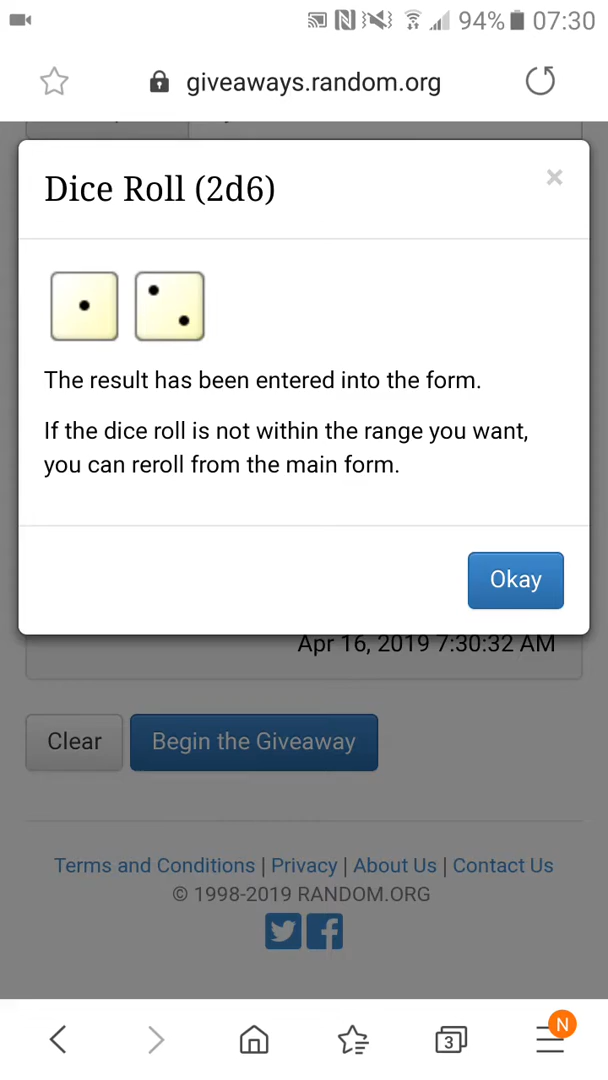 94% 07:30
giveaways.random.org
Dice Roll (2d6)
×
The result has been entered into the form.
If the dice roll is not within the range you want,
you can reroll from the main form.
Okay
Apr 16, 2019 7:30:32 AM
Clear Begin the Giveaway
Terms and Conditions | Privacy | About Us | Contact Us
© 1998-2019 RANDOM.ORG
3 N